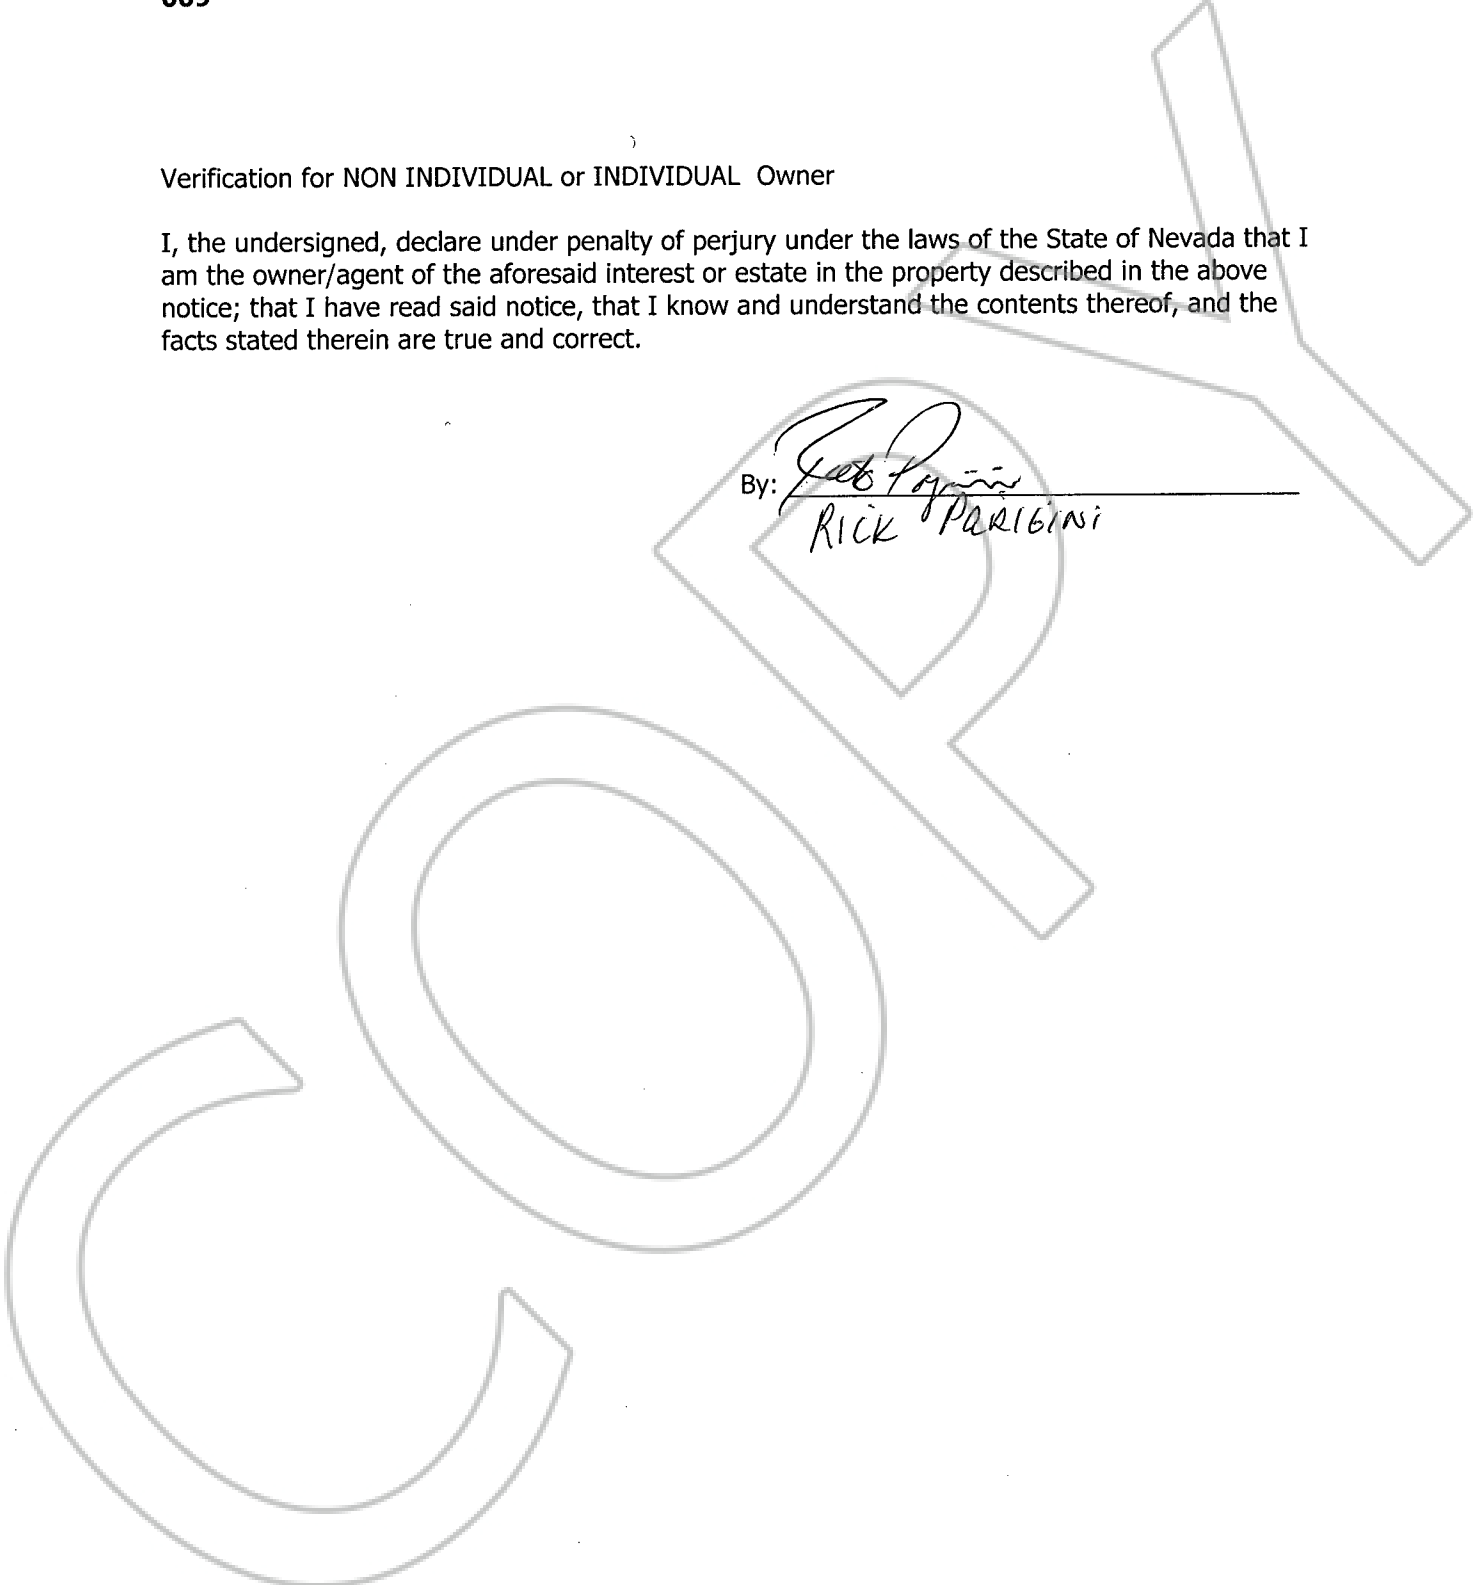 Verification for NON INDIVIDUAL or INDIVIDUAL Owner
I, the undersigned, declare under penalty of perjury under the laws of the State of Nevada that I
am the owner/agent of the aforesaid interest or estate in the property described in the above
notice; that I have read said notice, that I know and understand the contents thereof, and the
facts stated therein are true and correct.
By:
RICK PARIGINI
COPY